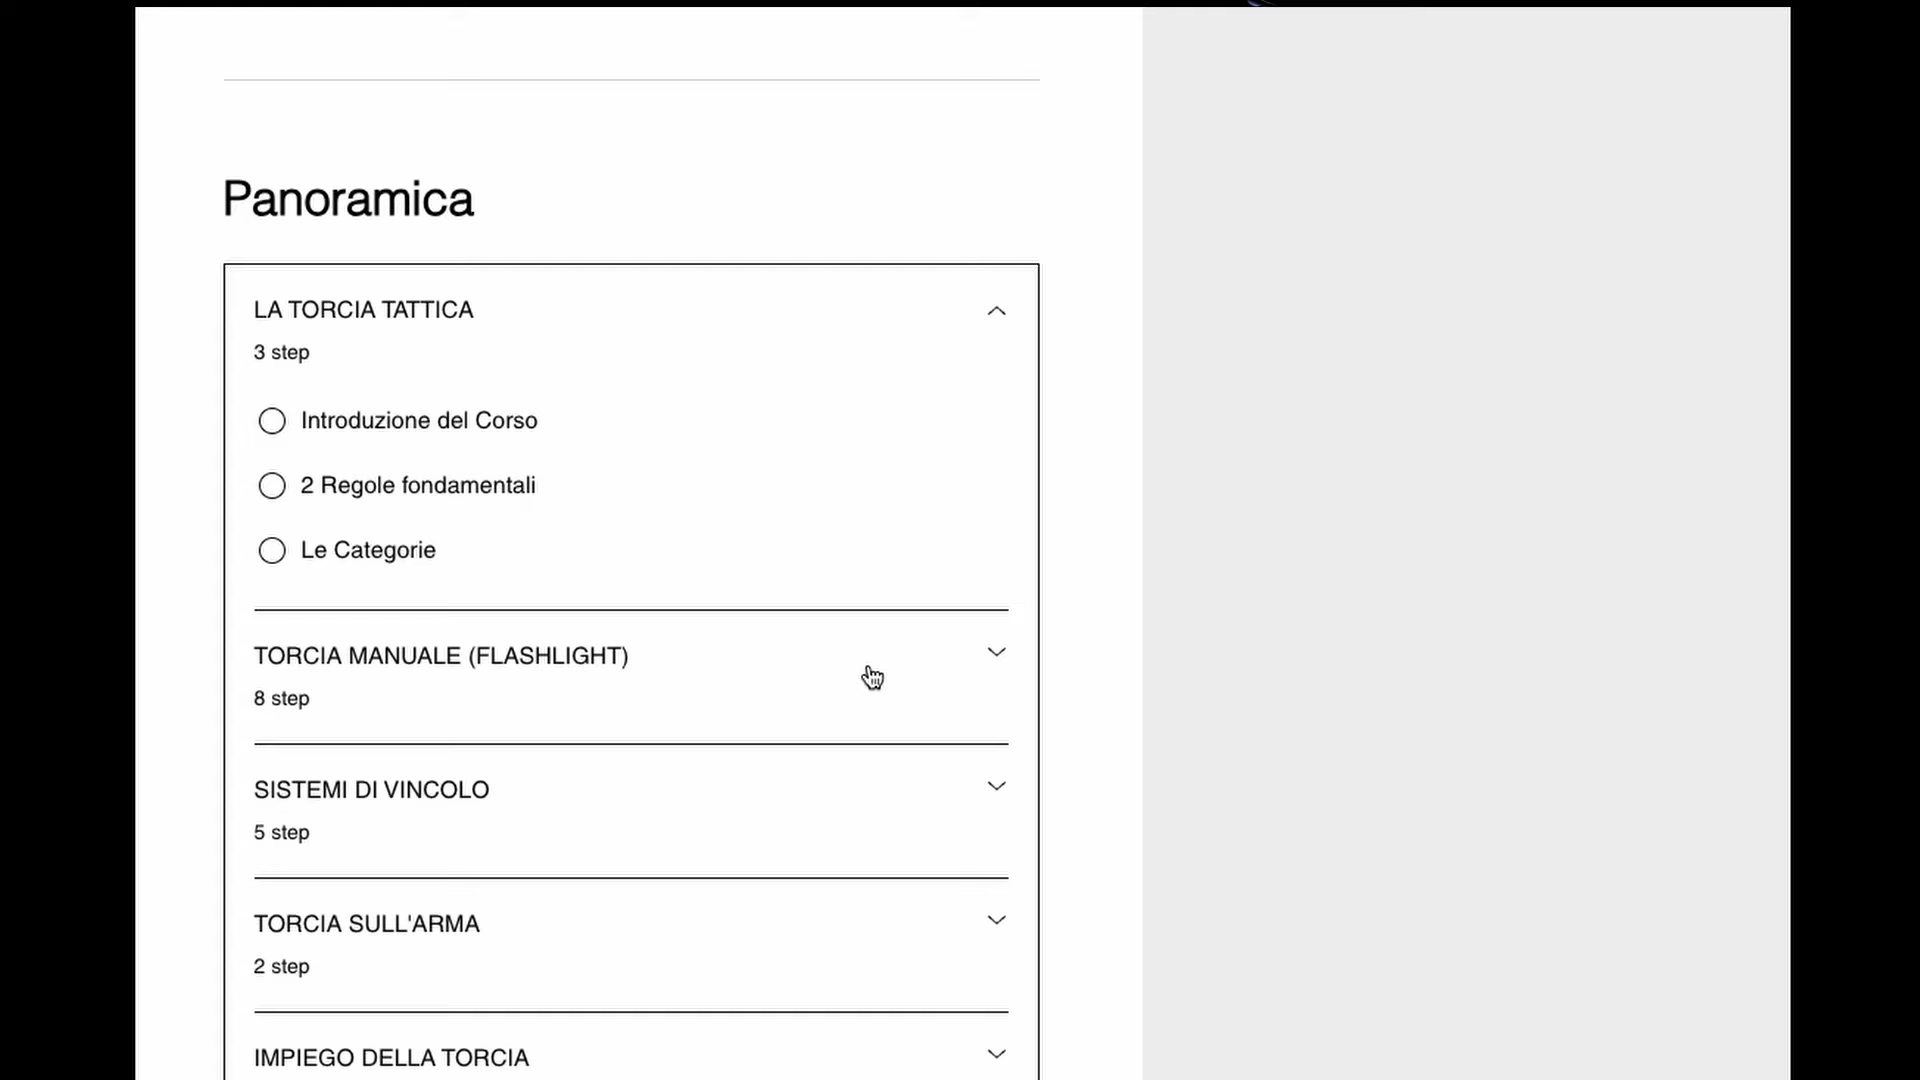 Panoramica
LA TORCIA TATTICA
3 step
Introduzione del Corso
2 Regole fondamentali
Le Categorie
TORCIA MANUALE (FLASHLIGHT)
8 step
SISTEMI DI VINCOLO
5 step
TORCIA SULL'ARMA
2 step
IMPIEGO DELLA TORCIA